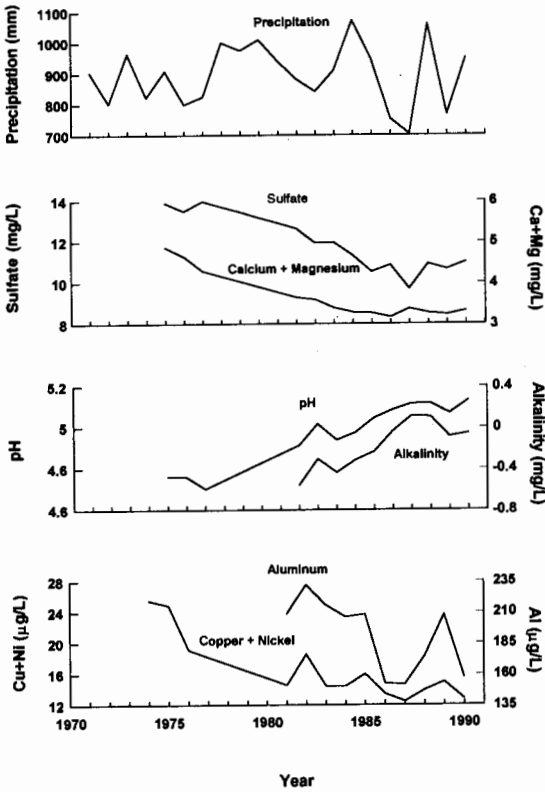 Precipitation (mm)
1100
1000
900
800
700
Precipitation
Sulfate (mg/L)
14
12
10
8
Sulfate
Calcium + Magnesium
6
5
4
3
Ca+Mg (mg/L)
pH
5.2
5
4.6
4.6
pH
Alkalinity
0.4
0
-0.4
-0.8
Alkalinity (mg/L)
Cu+Ni (µg/L)
28
24
20
16
12
Aluminum
Copper + Nickel
235
210
185
160
135
Al (µg/L)
1970
1975
1980
1985
1990
Year